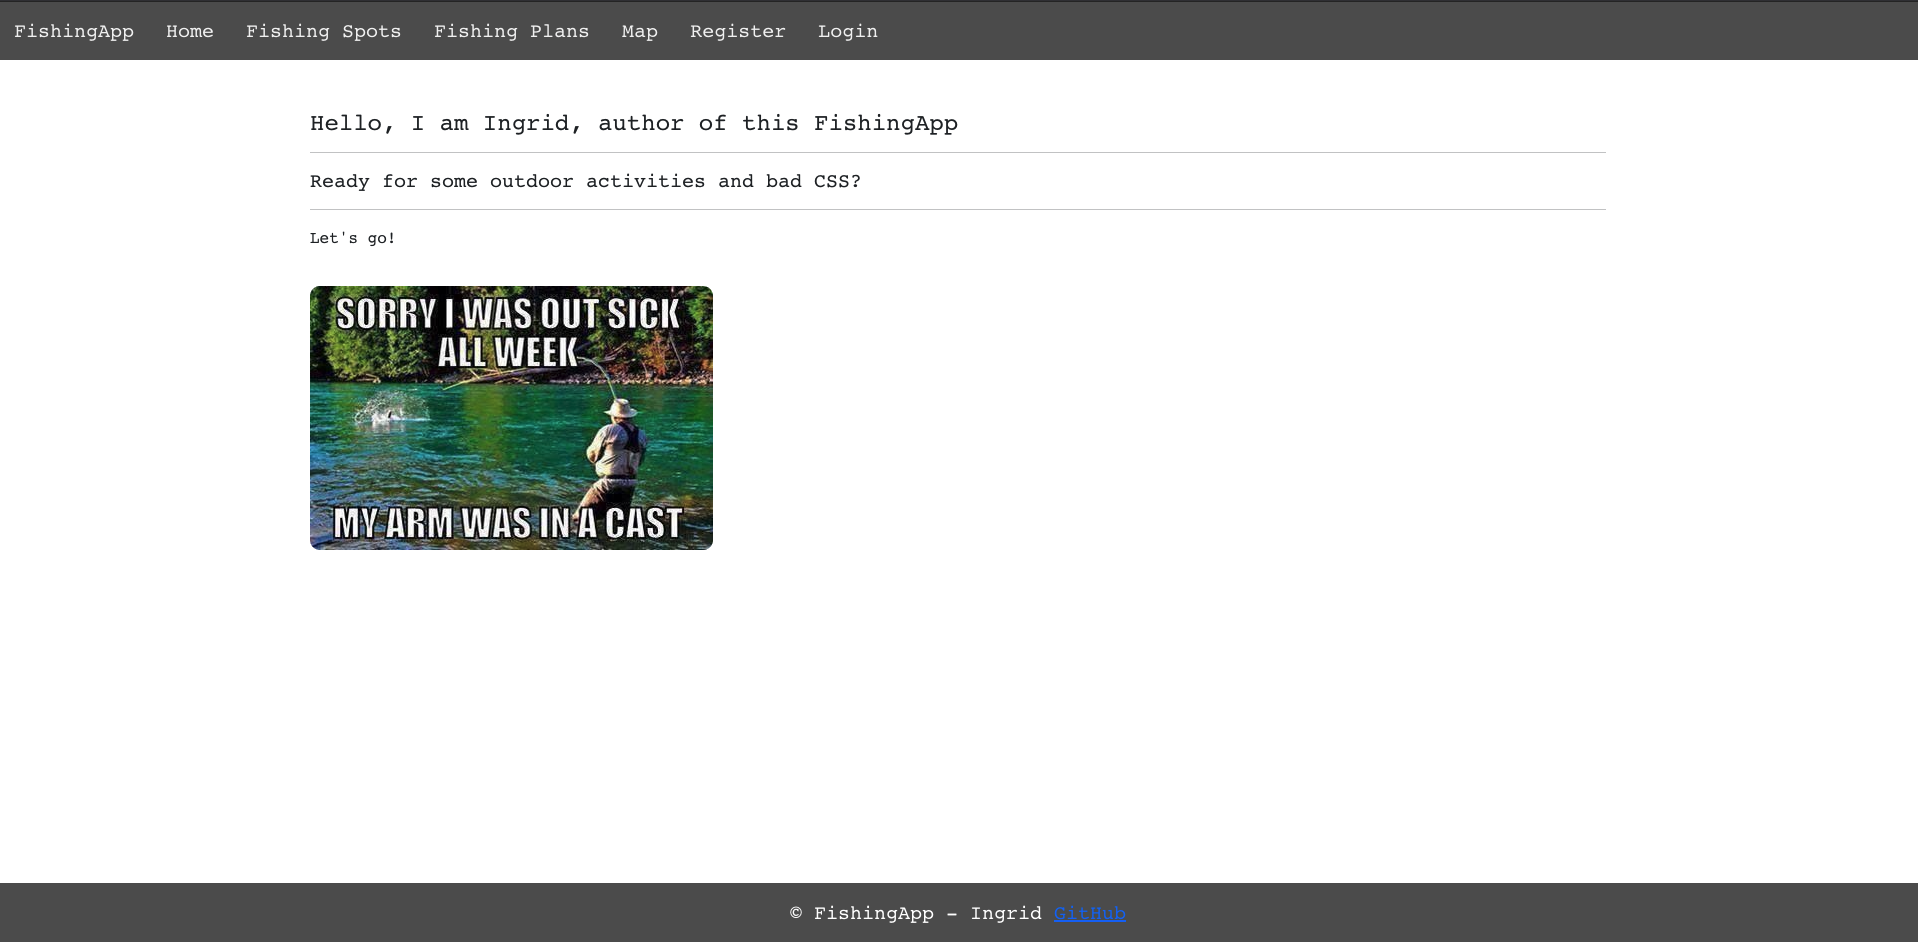 FishingApp Home Fishing Spots Fishing Plans Map Register Login
Hello, I am Ingrid, author of this FishingApp
Ready for some outdoor activities and bad CSS?
Let's go!
SORRY I WAS OUT SICK
ALL WEEK
MY ARM WAS IN A CAST
© FishingApp - Ingrid GitHub